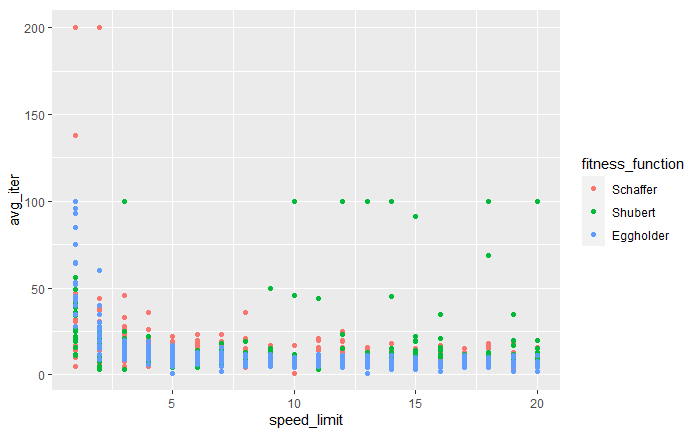 200
150
100
50
0
avg_iter
5
10
15
20
speed_limit
fitness_function
Schaffer
Shubert
Eggholder